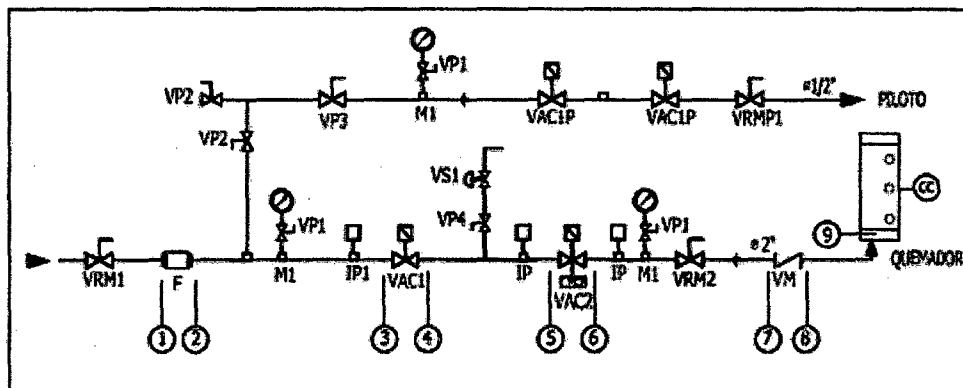 VP1
VP2
VP3
M1
VAC1P
VAC1P
VRMP1
ø1/2"
PILOTO
VP2
VS1
VP4
CC
9
QUEMADOR
VP1
VP1
ø2"
VRM1
F
M1
IP1
VAC1
IP
VAC2
IP
M1
VRM2
VM
1
2
3
4
5
6
7
8